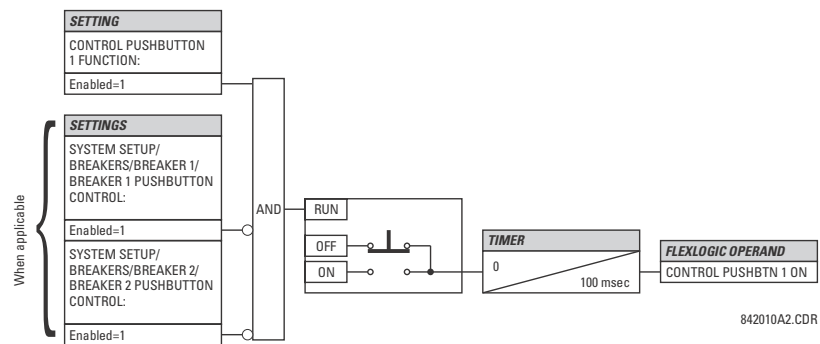 SETTING
CONTROL PUSHBUTTON
1 FUNCTION:
Enabled=1
When applicable
SETTINGS
SYSTEM SETUP/
BREAKERS/BREAKER 1/
BREAKER 1 PUSHBUTTON
CONTROL:
Enabled=1
SYSTEM SETUP/
BREAKERS/BREAKER 2/
BREAKER 2 PUSHBUTTON
CONTROL:
Enabled=1
AND
RUN
OFF
ON
TIMER
0
100 msec
FLEXLOGIC OPERAND
CONTROL PUSHBTN 1 ON
842010A2.CDR